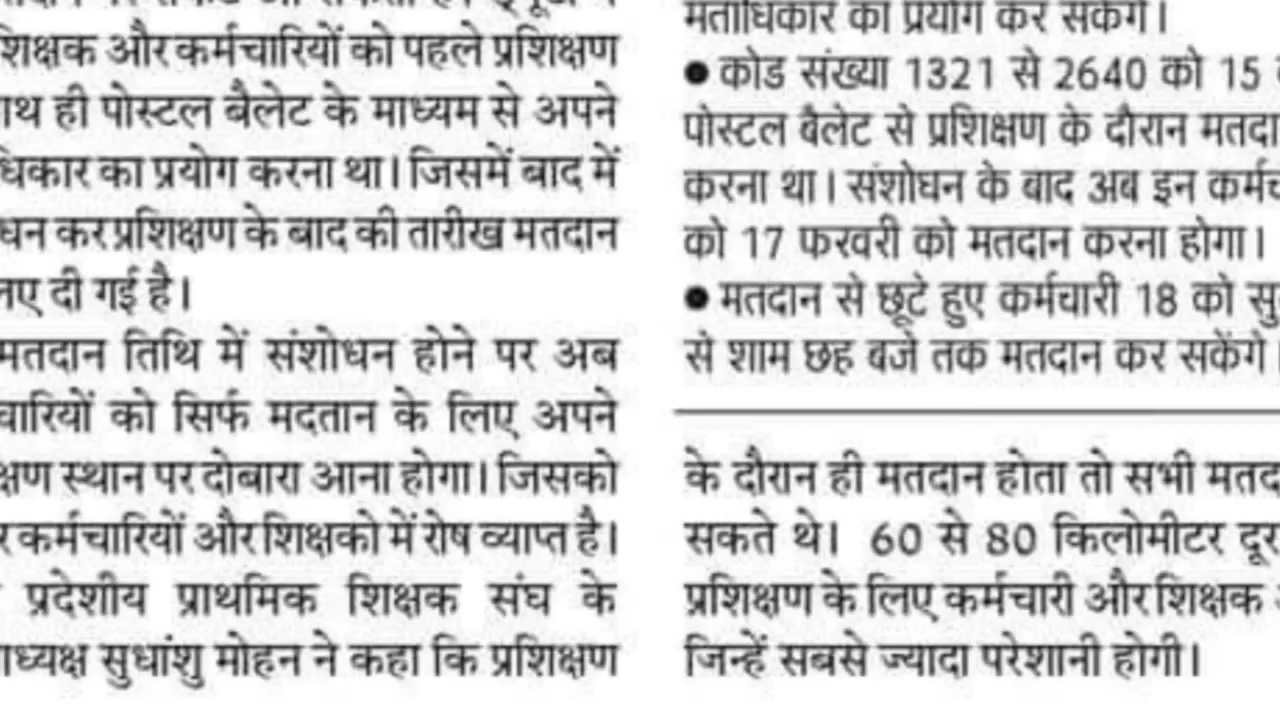 शिक्षक और कर्मचारियों को पहले प्रशिक्षण
ाथ ही पोस्टल बैलेट के माध्यम से अपने
धिकार का प्रयोग करना था। जिसमें बाद में
धन कर प्रशिक्षण के बाद की तारीख मतदान
लिए दी गई है।
मतदान तिथि में संशोधन होने पर अब
चारियों को सिर्फ मदतान के लिए अपने
क्षण स्थान पर दोबारा आना होगा। जिसको
र कर्मचारियों और शिक्षको में रोष व्याप्त है।
प्रदेशीय प्राथमिक शिक्षक संघ के
ाध्यक्ष सुधांशु मोहन ने कहा कि प्रशिक्षण
मताधिकार का प्रयोग कर सकेंगे।
● कोड संख्या 1321 से 2640 को 15
पोस्टल बैलेट से प्रशिक्षण के दौरान मतदा
करना था। संशोधन के बाद अब इन कर्मच
को 17 फरवरी को मतदान करना होगा।
● मतदान से छूटे हुए कर्मचारी 18 को सु
से शाम छह बजे तक मतदान कर सकेंगे।
के दौरान ही मतदान होता तो सभी मतद
सकते थे। 60 से 80 किलोमीटर दूर
प्रशिक्षण के लिए कर्मचारी और शिक्षक
जिन्हें सबसे ज्यादा परेशानी होगी।